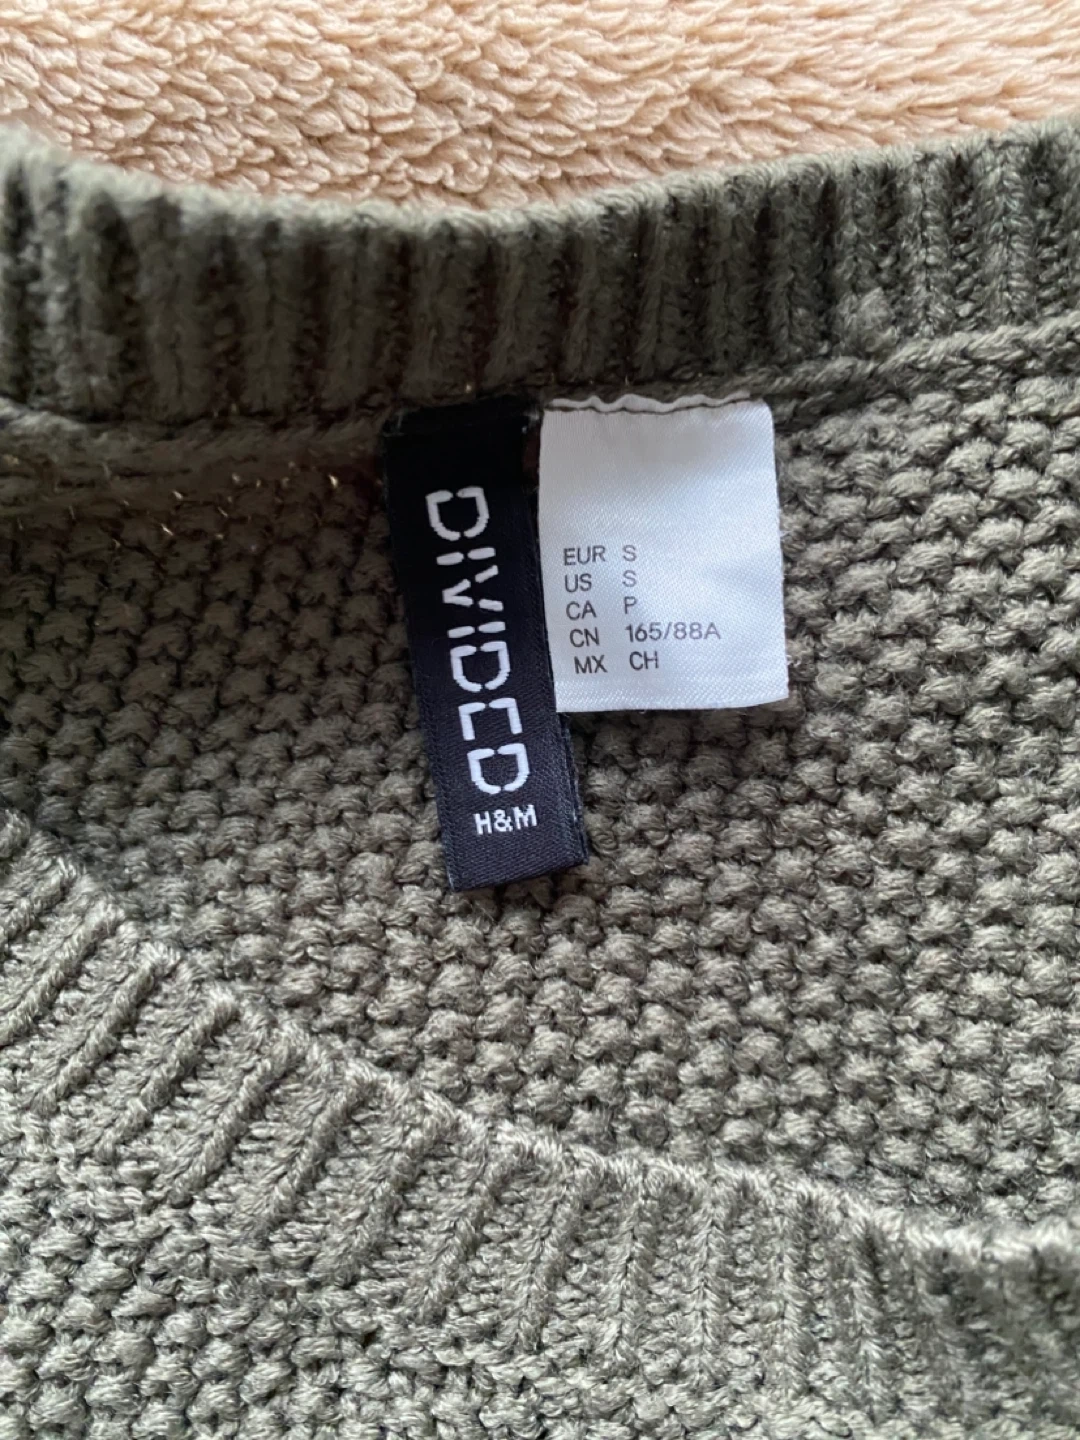 DIVIDED
H&M
EUR S
US S
CA P
CN 165/88A
MX CH